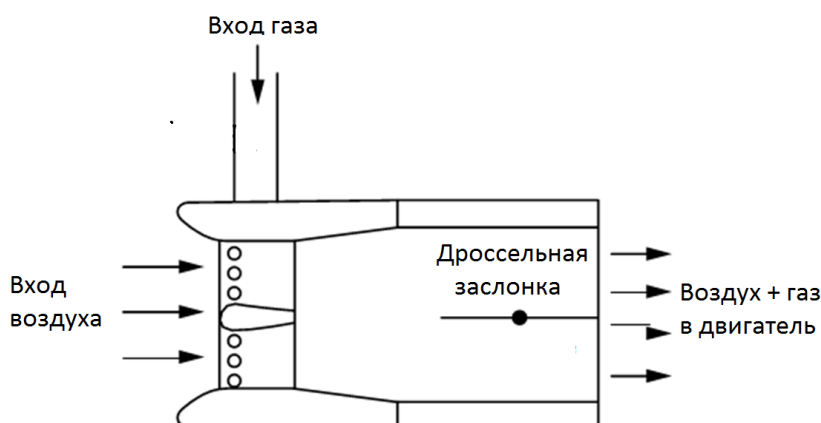 Вход газа
Дроссельная
заслонка
Вход
воздуха
Воздух + газ
в двигатель